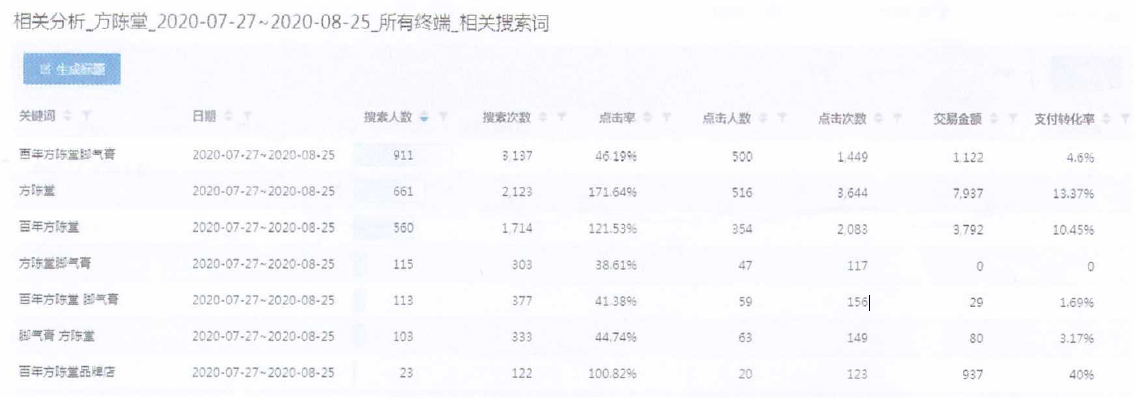 相关分析_方陈堂_2020-07-27~2020-08-25_所有终端_相关搜索词
生成标题
关键词 日期 搜索人数 搜索次数 点击率 点击人数 点击次数 交易金额 支付转化率
百年方陈堂脚气膏 2020-07-27~2020-08-25 911 3,137 46.19% 500 1,449 1,122 4.6%
方陈堂 2020-07-27~2020-08-25 661 2,123 171.64% 516 3,644 7,937 13.37%
百年方陈堂 2020-07-27~2020-08-25 560 1,714 121.53% 354 2,083 3,792 10.45%
方陈堂脚气膏 2020-07-27~2020-08-25 115 303 38.61% 47 117 0 0
百年方陈堂 脚气膏 2020-07-27~2020-08-25 113 377 41.38% 59 156 29 1.69%
脚气膏 方陈堂 2020-07-27~2020-08-25 103 333 44.74% 63 149 80 3.17%
百年方陈堂品牌店 2020-07-27~2020-08-25 23 122 100.82% 20 123 937 40%